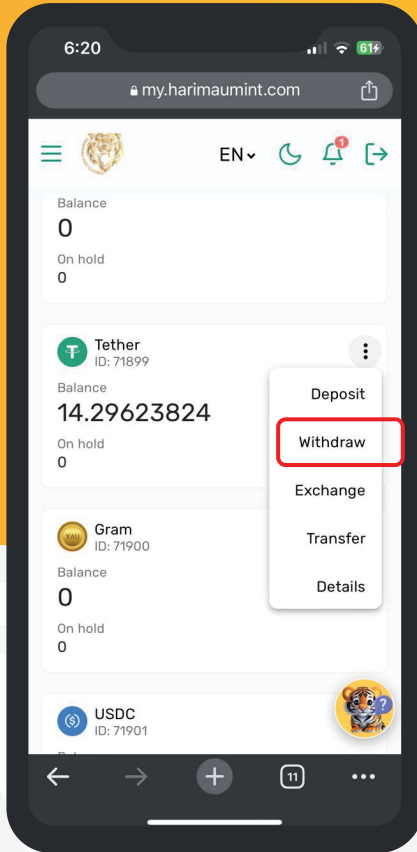 6:20
61
my.harimaumint.com
EN
1
Balance
0
On hold
0
Tether
ID: 71899
Balance
14.29623824
On hold
0
Deposit
Withdraw
Exchange
Transfer
Details
XAU
Gram
ID: 71900
Balance
0
On hold
0
USDC
ID: 71901
?
11